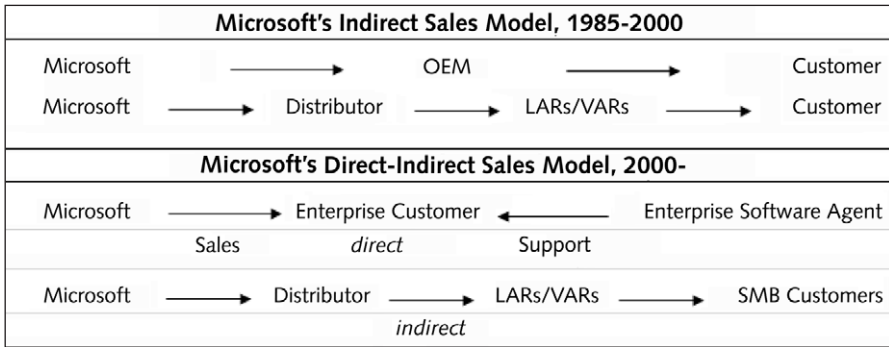 Microsoft's Indirect Sales Model, 1985-2000
Microsoft OEM Customer
Microsoft Distributor LARs/VARs Customer
Microsoft's Direct-Indirect Sales Model, 2000-
Microsoft Enterprise Customer Enterprise Software Agent
Sales direct Support
Microsoft Distributor LARs/VARs SMB Customers
indirect